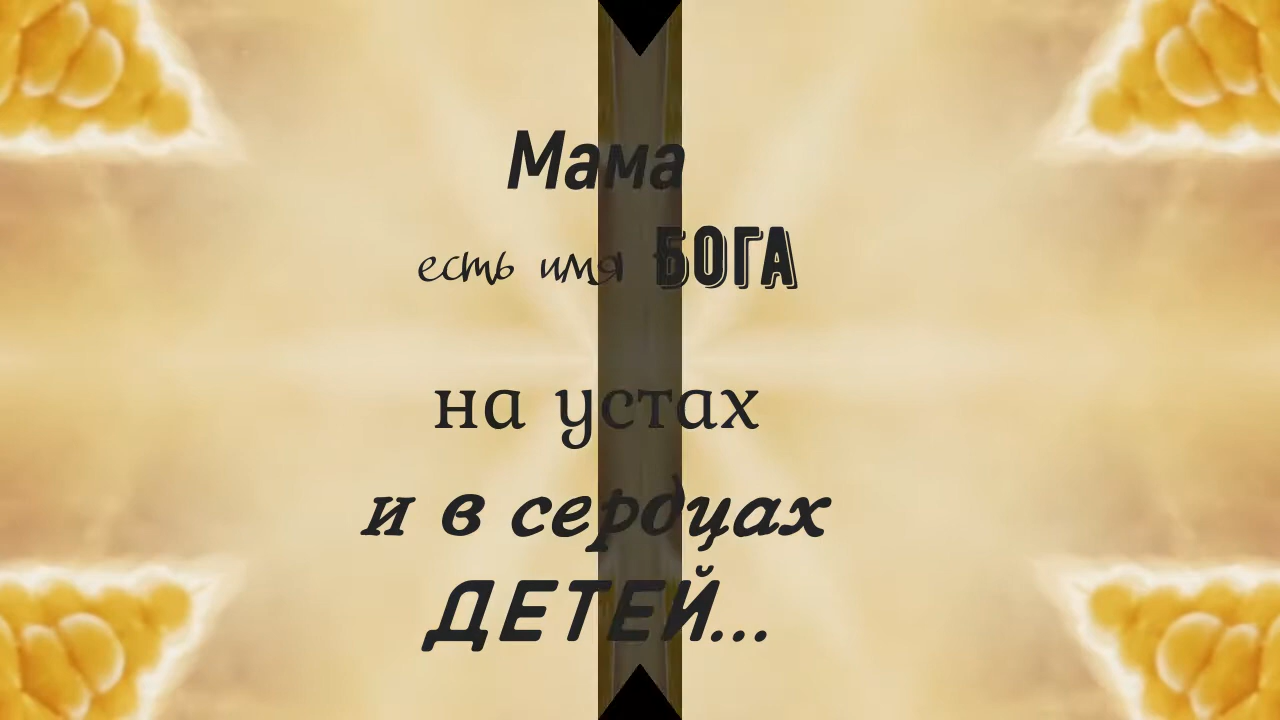 Мама
есть имя БОГА
на устах
и в сердцах
ДЕТЕЙ...